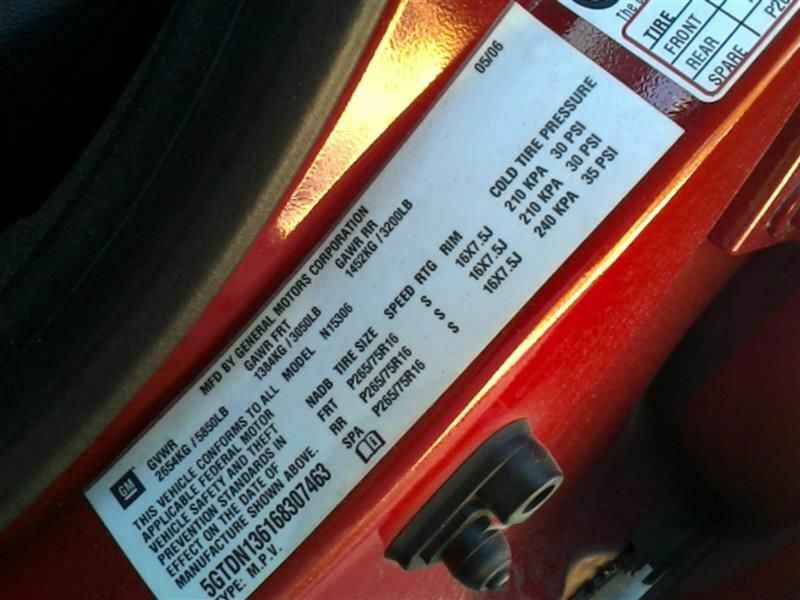 05/06
MFD BY GENERAL MOTORS CORPORATION
GM
GVWR GAWR FRT GAWR RR
2654KG / 5850LB 1384KG / 3050LB 1452KG / 3200LB
THIS VEHICLE CONFORMS TO ALL
APPLICABLE FEDERAL MOTOR
VEHICLE SAFETY AND THEFT
PREVENTION STANDARDS IN
EFFECT ON THE DATE OF
MANUFACTURE SHOWN ABOVE.
5GTDN136168307463
TYPE: M.P.V.
MODEL N15306
NADB TIRE SIZE SPEED RTG RIM COLD TIRE PRESSURE
FRT P265/75R16 S 16X7.5J 210 KPA 30 PSI
RR P265/75R16 S 16X7.5J 210 KPA 30 PSI
SPA P265/75R16 S 16X7.5J 240 KPA 35 PSI
The
TIRE
FRONT
REAR
SPARE